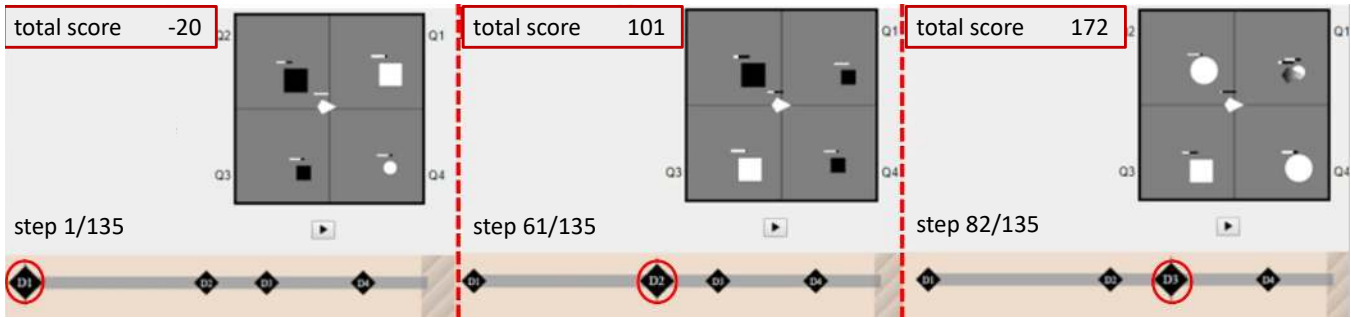 total score -20
Q2 Q1
Q3 Q4
step 1/135
D1 D2 D3 D4
total score 101
Q1
Q3 Q4
step 61/135
D1 D2 D3 D4
total score 172
2 Q1
Q3 Q4
step 82/135
D1 D2 D3 D4